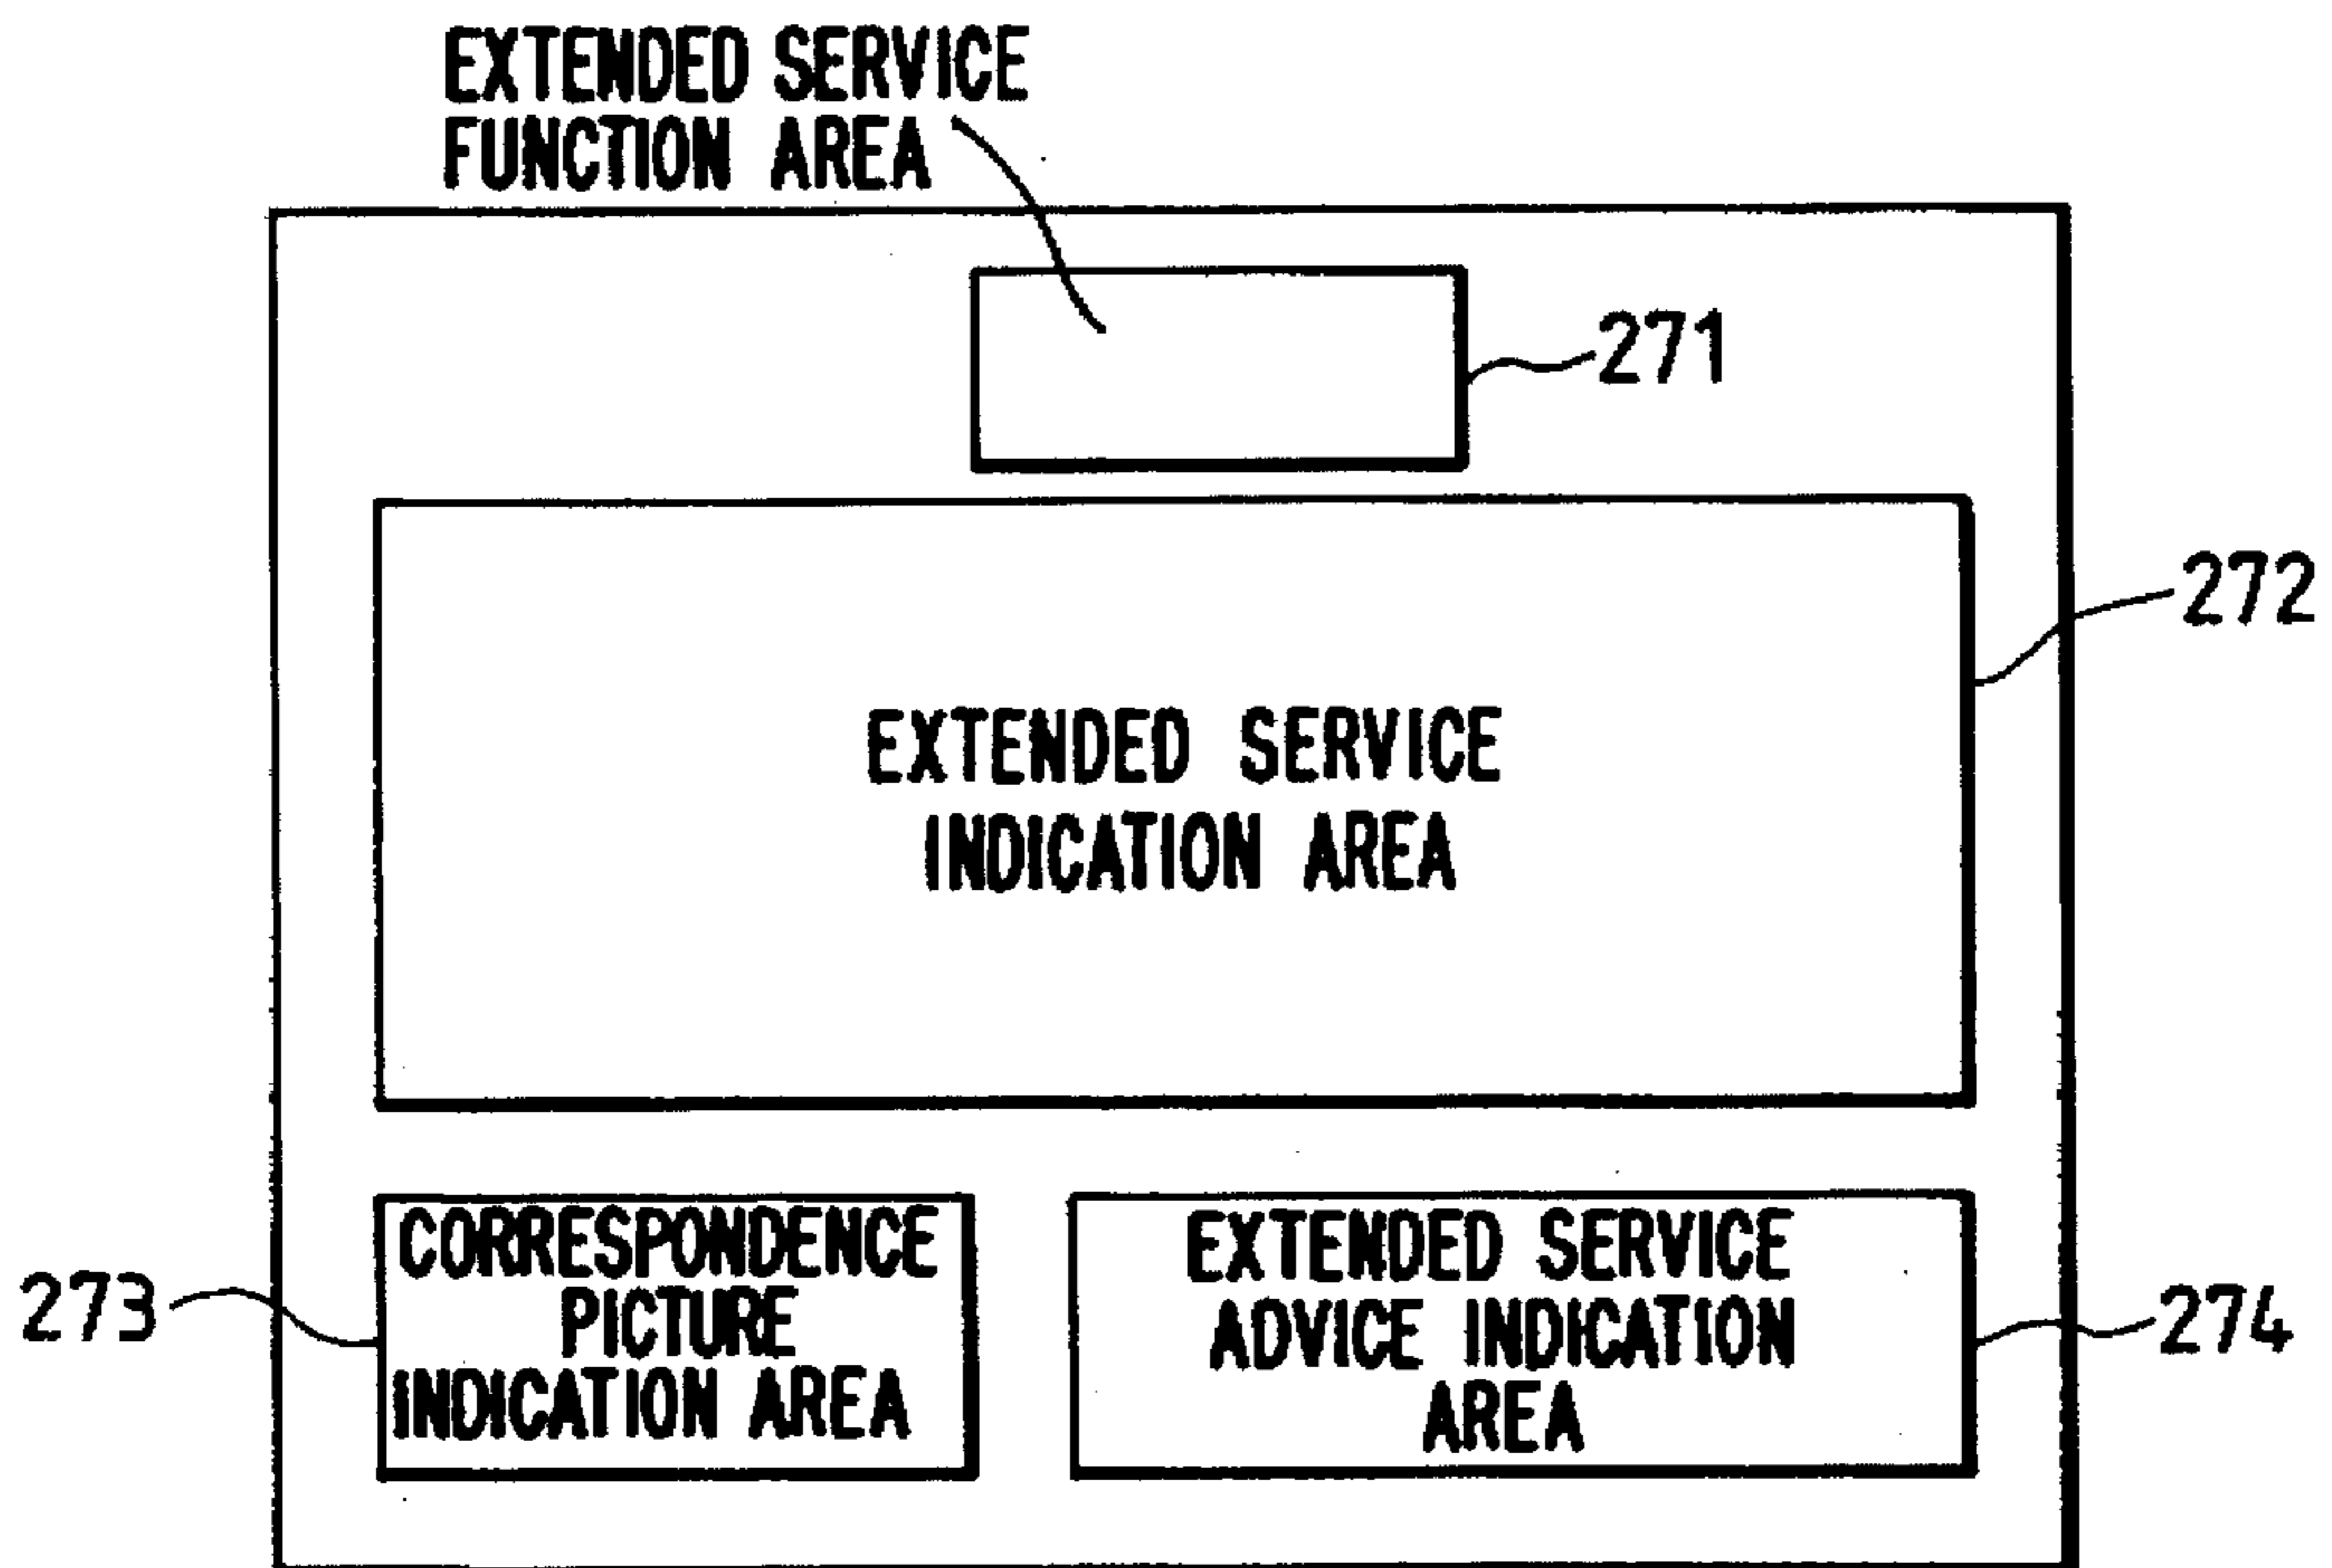 EXTENDED SERVICE
FUNCTION AREA
271
272
EXTENDED SERVICE
INDICATION AREA
CORRESPONDENCE
PICTURE
INDICATION AREA
273
EXTENDED SERVICE
ADVICE INDICATION
AREA
274